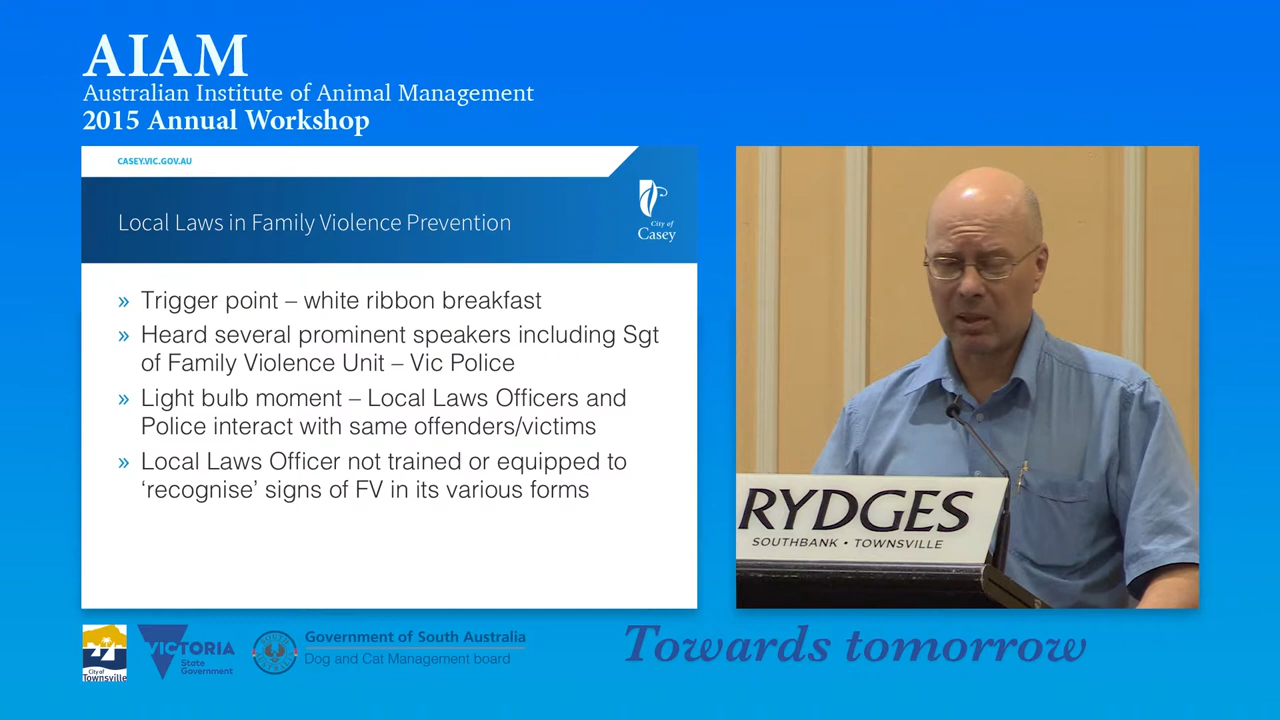 AIAM
Australian Institute of Animal Management
2015 Annual Workshop
CASEY.VIC.GOV.AU
Local Laws in Family Violence Prevention
City of
Casey
» Trigger point – white ribbon breakfast
» Heard several prominent speakers including Sgt
of Family Violence Unit – Vic Police
» Light bulb moment – Local Laws Officers and
Police interact with same offenders/victims
» Local Laws Officer not trained or equipped to
‘recognise’ signs of FV in its various forms
RYDGES
SOUTHBANK • TOWNSVILLE
City of
Townsville
VICTORIA
State
Government
Government of South Australia
Dog and Cat Management board
Towards tomorrow